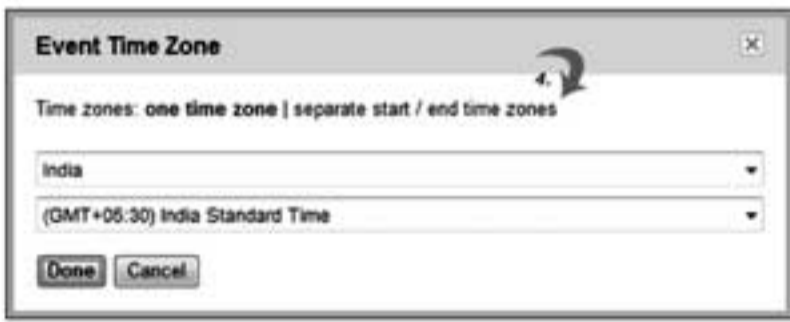 Event Time Zone
4.
Time zones: one time zone | separate start / end time zones
India
(GMT+05:30) India Standard Time
Done Cancel